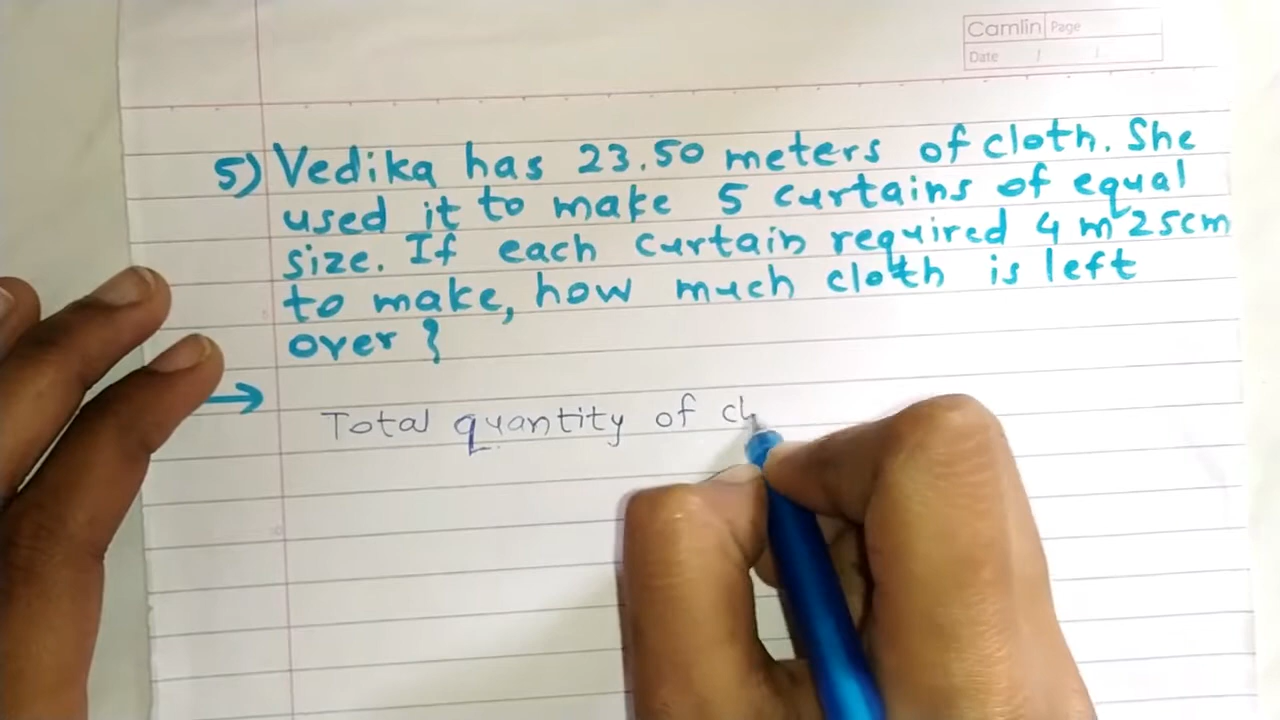 Camlin Page
Date / /
5) Vedika has 23.50 meters of cloth. She
used it to make 5 curtains of equal
size. If each curtain required 4 m 25cm
to make, how much cloth is left
over ?
→ Total quantity of cl